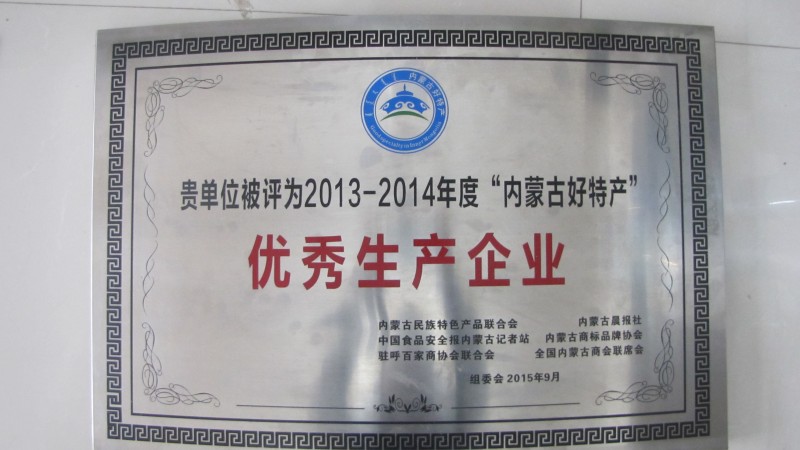 内蒙古好特产
贵单位被评为2013-2014年度“内蒙古好特产”
优秀生产企业
内蒙古民族特色产品联合会 内蒙古晨报社
中国食品安全报内蒙古记者站 内蒙古商标品牌协会
驻呼百家商协会联合会 全国内蒙古商会联席会
组委会 2015年9月